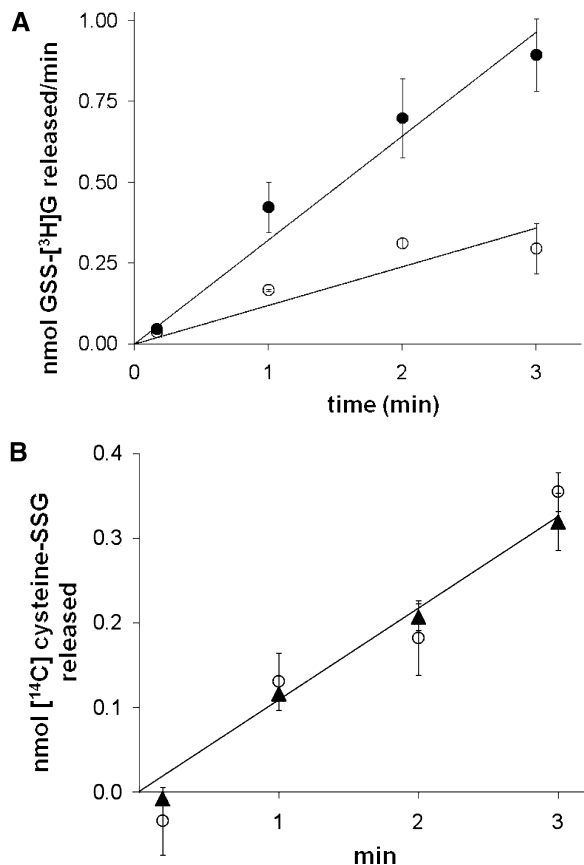 A
nmol GSS-[³H]G released/min
1.00
0.75
0.50
0.25
0.00
0 1 2 3
time (min)
B
nmol [¹⁴C] cysteine-SSG
released
0.4
0.3
0.2
0.1
0.0
1 2 3
min